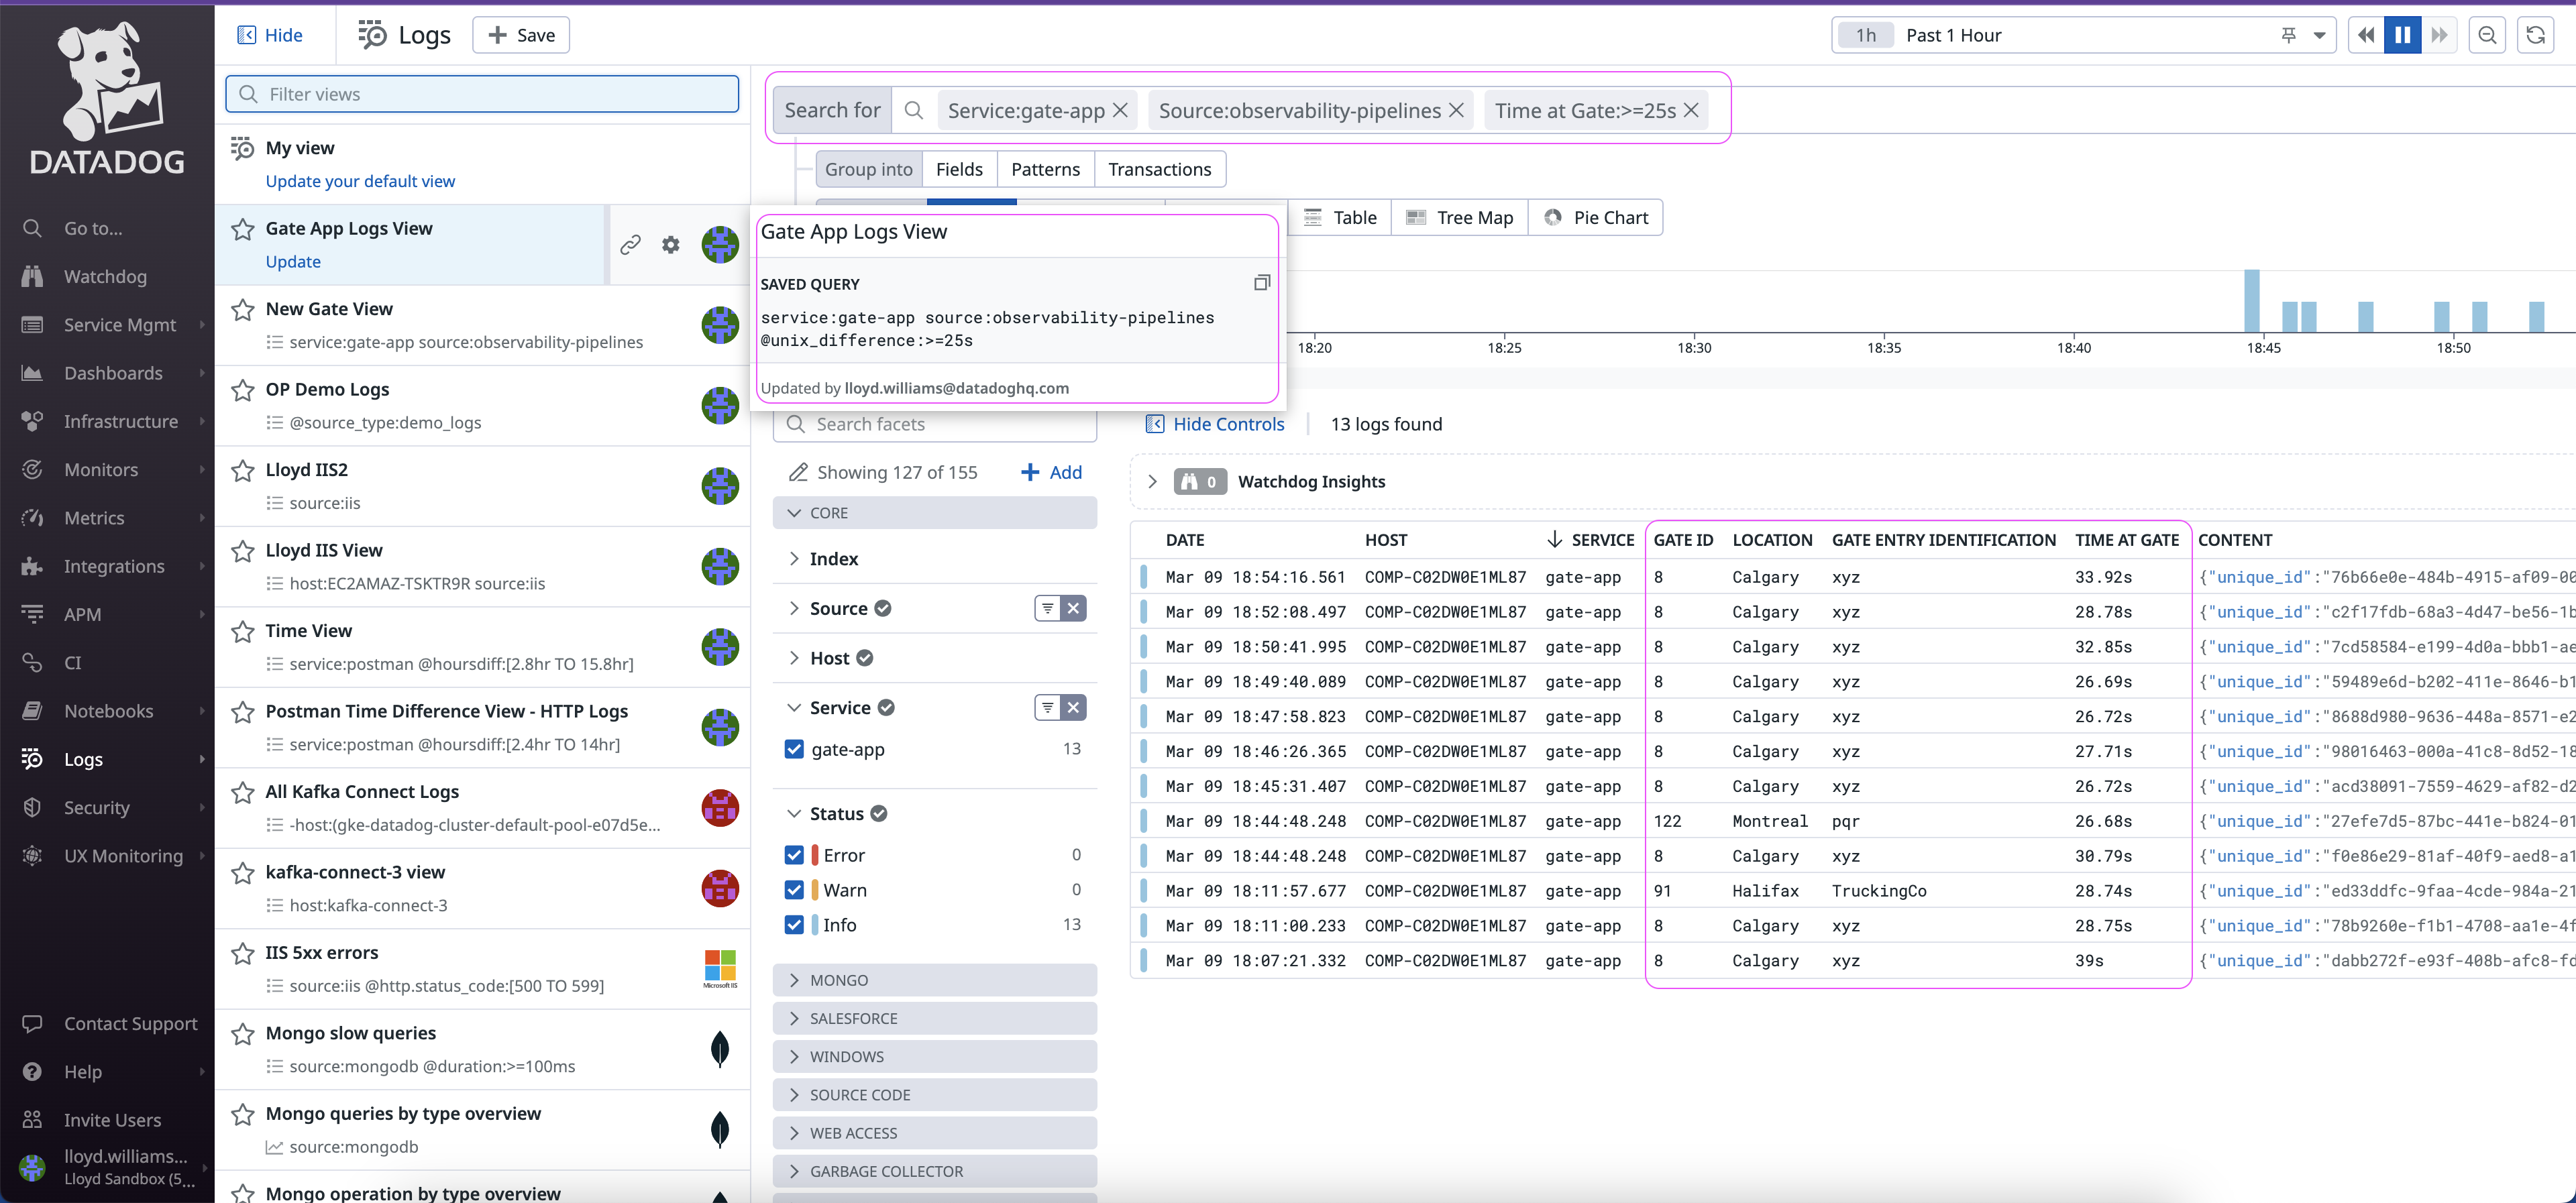 DATADOG
Go to...
Watchdog
Service Mgmt
Dashboards
Infrastructure
Monitors
Metrics
Integrations
APM
CI
Notebooks
Logs
Security
UX Monitoring
Contact Support
Help
Invite Users
lloyd.williams...
Lloyd Sandbox (5...
Hide
Logs
Save
1h Past 1 Hour
Filter views
My view
Update your default view
Gate App Logs View
Update
New Gate View
service:gate-app source:observability-pipelines
OP Demo Logs
@source_type:demo_logs
Lloyd IIS2
source:iis
Lloyd IIS View
host:EC2AMAZ-TSKTR9R source:iis
Time View
service:postman @hoursdiff:[2.8hr TO 15.8hr]
Postman Time Difference View - HTTP Logs
service:postman @hoursdiff:[2.4hr TO 14hr]
All Kafka Connect Logs
-host:(gke-datadog-cluster-default-pool-e07d5e...
kafka-connect-3 view
host:kafka-connect-3
IIS 5xx errors
source:iis @http.status_code:[500 TO 599]
Microsoft IIS
Mongo slow queries
source:mongodb @duration:>=100ms
Mongo queries by type overview
source:mongodb
Mongo operation by type overview
Search for Service:gate-app Source:observability-pipelines Time at Gate:>=25s
Group into Fields Patterns Transactions
Table Tree Map Pie Chart
Gate App Logs View
SAVED QUERY
service:gate-app source:observability-pipelines
@unix_difference:>=25s
Updated by lloyd.williams@datadoghq.com
18:20 18:25 18:30 18:35 18:40 18:45 18:50
Search facets
Showing 127 of 155 Add
CORE
Index
Source
Host
Service
gate-app 13
Status
Error 0
Warn 0
Info 13
MONGO
SALESFORCE
WINDOWS
SOURCE CODE
WEB ACCESS
GARBAGE COLLECTOR
Hide Controls 13 logs found
0 Watchdog Insights
DATE HOST SERVICE GATE ID LOCATION GATE ENTRY IDENTIFICATION TIME AT GATE CONTENT
Mar 09 18:54:16.561 COMP-C02DW0E1ML87 gate-app 8 Calgary xyz 33.92s {"unique_id":"76b66e0e-484b-4915-af09-00
Mar 09 18:52:08.497 COMP-C02DW0E1ML87 gate-app 8 Calgary xyz 28.78s {"unique_id":"c2f17fdb-68a3-4d47-be56-1b
Mar 09 18:50:41.995 COMP-C02DW0E1ML87 gate-app 8 Calgary xyz 32.85s {"unique_id":"7cd58584-e199-4d0a-bbb1-ae
Mar 09 18:49:40.089 COMP-C02DW0E1ML87 gate-app 8 Calgary xyz 26.69s {"unique_id":"59489e6d-b202-411e-8646-b1
Mar 09 18:47:58.823 COMP-C02DW0E1ML87 gate-app 8 Calgary xyz 26.72s {"unique_id":"8688d980-9636-448a-8571-e2
Mar 09 18:46:26.365 COMP-C02DW0E1ML87 gate-app 8 Calgary xyz 27.71s {"unique_id":"98016463-000a-41c8-8d52-18
Mar 09 18:45:31.407 COMP-C02DW0E1ML87 gate-app 8 Calgary xyz 26.72s {"unique_id":"acd38091-7559-4629-af82-d2
Mar 09 18:44:48.248 COMP-C02DW0E1ML87 gate-app 122 Montreal pqr 26.68s {"unique_id":"27efe7d5-87bc-441e-b824-01
Mar 09 18:44:48.248 COMP-C02DW0E1ML87 gate-app 8 Calgary xyz 30.79s {"unique_id":"f0e86e29-81af-40f9-aed8-a1
Mar 09 18:11:57.677 COMP-C02DW0E1ML87 gate-app 91 Halifax TruckingCo 28.74s {"unique_id":"ed33ddfc-9faa-4cde-984a-21
Mar 09 18:11:00.233 COMP-C02DW0E1ML87 gate-app 8 Calgary xyz 28.75s {"unique_id":"78b9260e-f1b1-4708-aa1e-4f
Mar 09 18:07:21.332 COMP-C02DW0E1ML87 gate-app 8 Calgary xyz 39s {"unique_id":"dabb272f-e93f-408b-afc8-fd